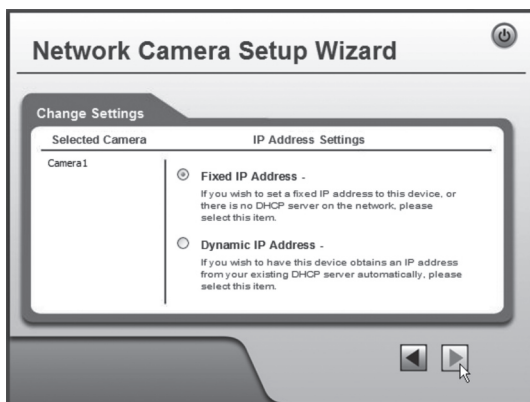 Network Camera Setup Wizard
Change Settings
Selected Camera
IP Address Settings
Camera1
Fixed IP Address -
If you wish to set a fixed IP address to this device, or
there is no DHCP server on the network, please
select this item.
Dynamic IP Address -
If you wish to have this device obtains an IP address
from your existing DHCP server automatically, please
select this item.